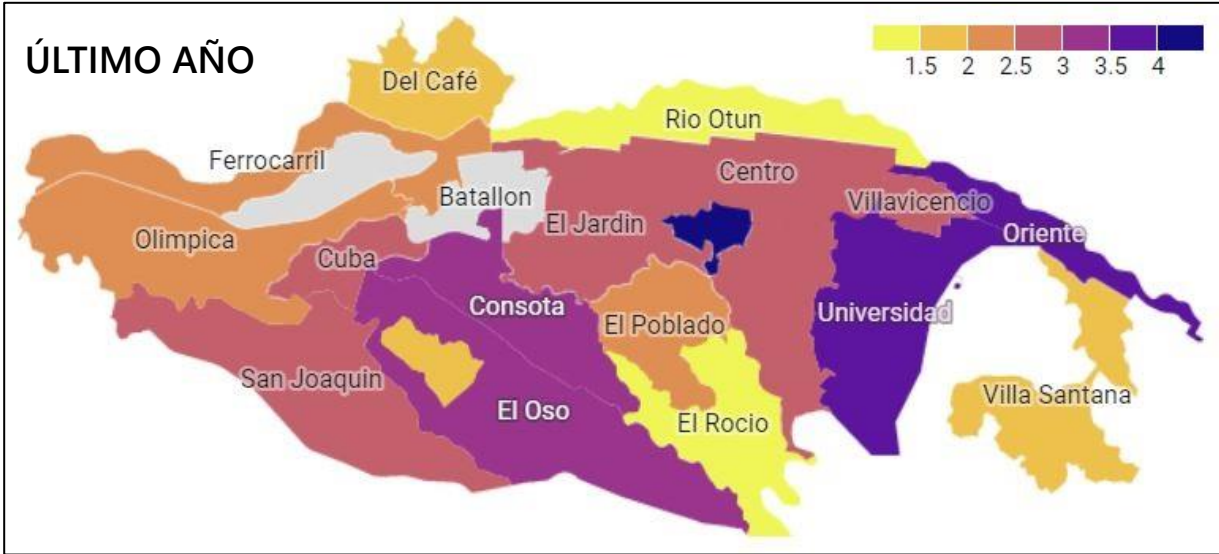 ÚLTIMO AÑO
1.5 2 2.5 3 3.5 4
Del Café
Rio Otun
Ferrocarril
Centro
Batallon
Villavicencio
El Jardin
Olimpica
Oriente
Cuba
Consota
Universidad
El Poblado
San Joaquin
Villa Santana
El Oso
El Rocio